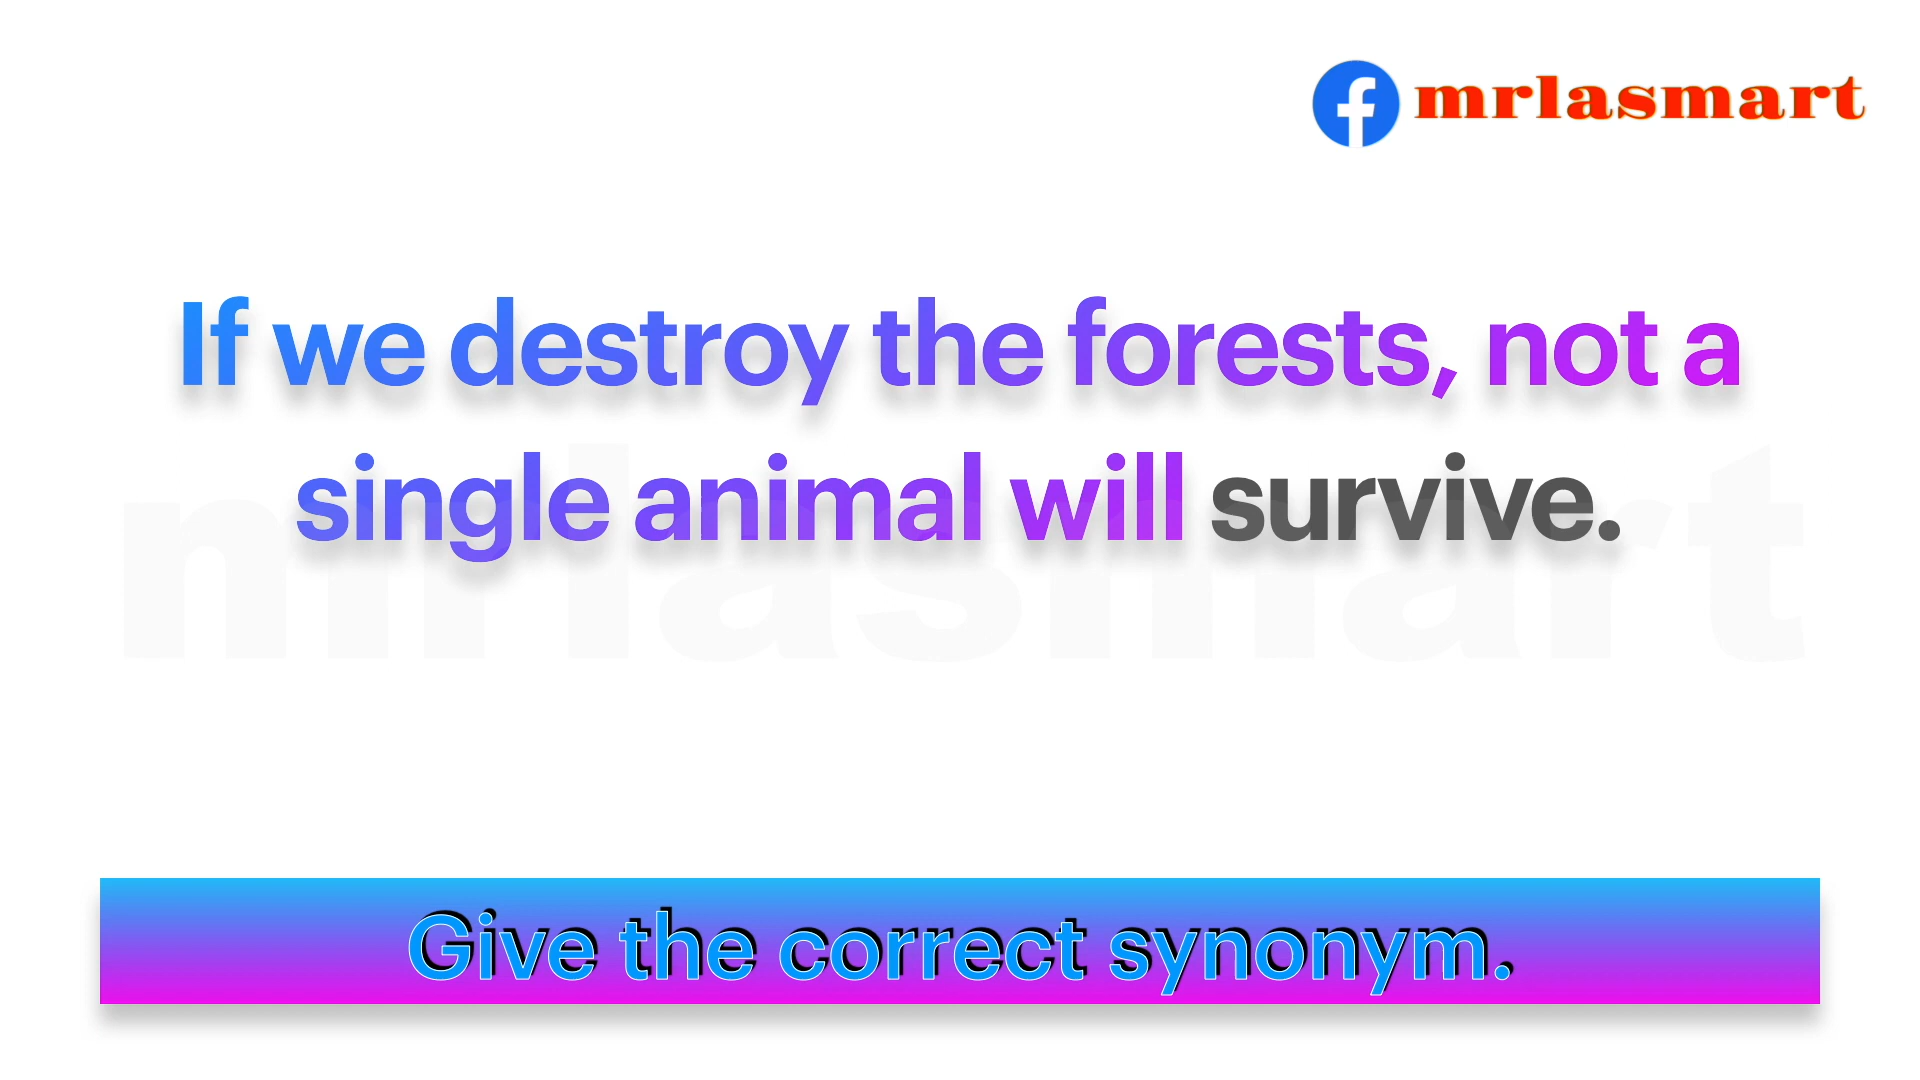 mrlasmart
If we destroy the forests, not a
single animal will survive.
mrlasmart
Give the correct synonym.